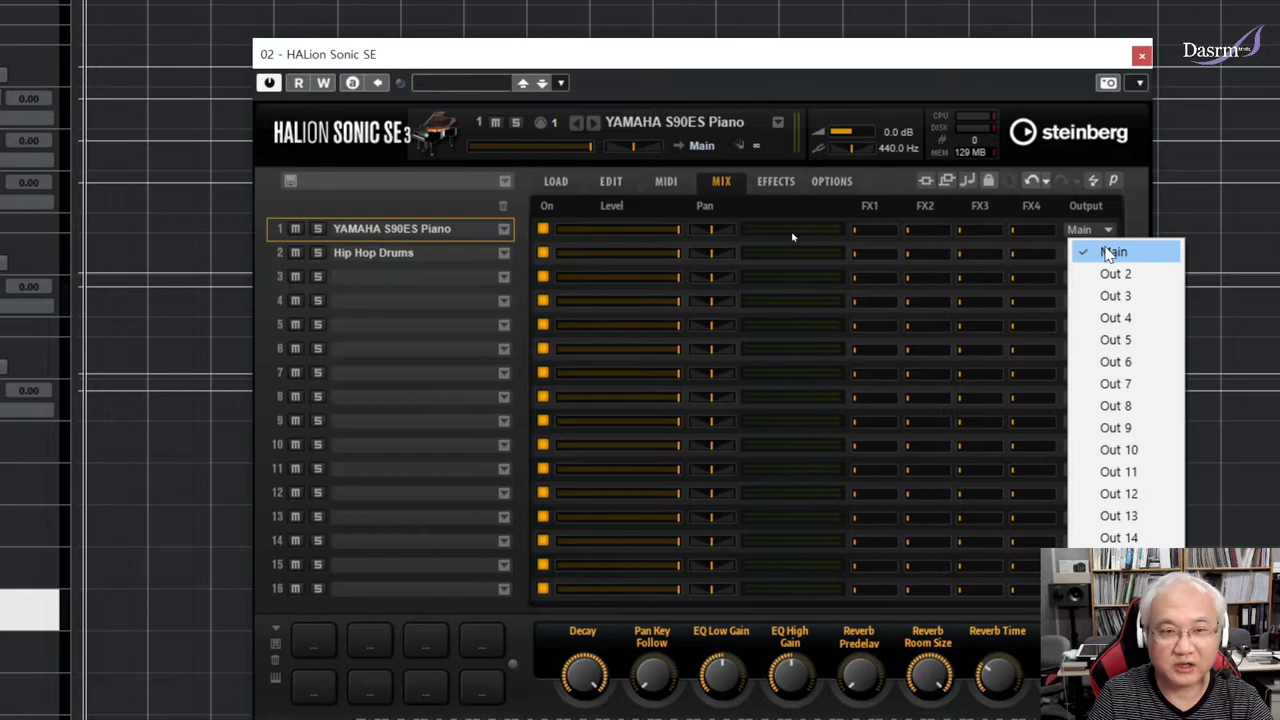 Dasrm Media
02 - HALion Sonic SE
R W a
HALION SONIC SE 3
1 m S 1 YAMAHA S90ES Piano
Main ∞
0.0 dB
440.0 Hz
CPU
DISK
# 0
MEM 129 MB
steinberg
LOAD EDIT MIDI MIX EFFECTS OPTIONS
On Level Pan FX1 FX2 FX3 FX4 Output
1 m S YAMAHA S90ES Piano Main
2 m S Hip Hop Drums
3 m S
4 m S
5 m S
6 m S
7 m S
8 m S
9 m S
10 m S
11 m S
12 m S
13 m S
14 m S
15 m S
16 m S
Main
Out 2
Out 3
Out 4
Out 5
Out 6
Out 7
Out 8
Out 9
Out 10
Out 11
Out 12
Out 13
Out 14
0.00
0.00
0.00
0.00
0.00
... ... ... ...
... ... ... ...
Decay
Pan Key Follow
EQ Low Gain
EQ High Gain
Reverb Predelay
Reverb Room Size
Reverb Time